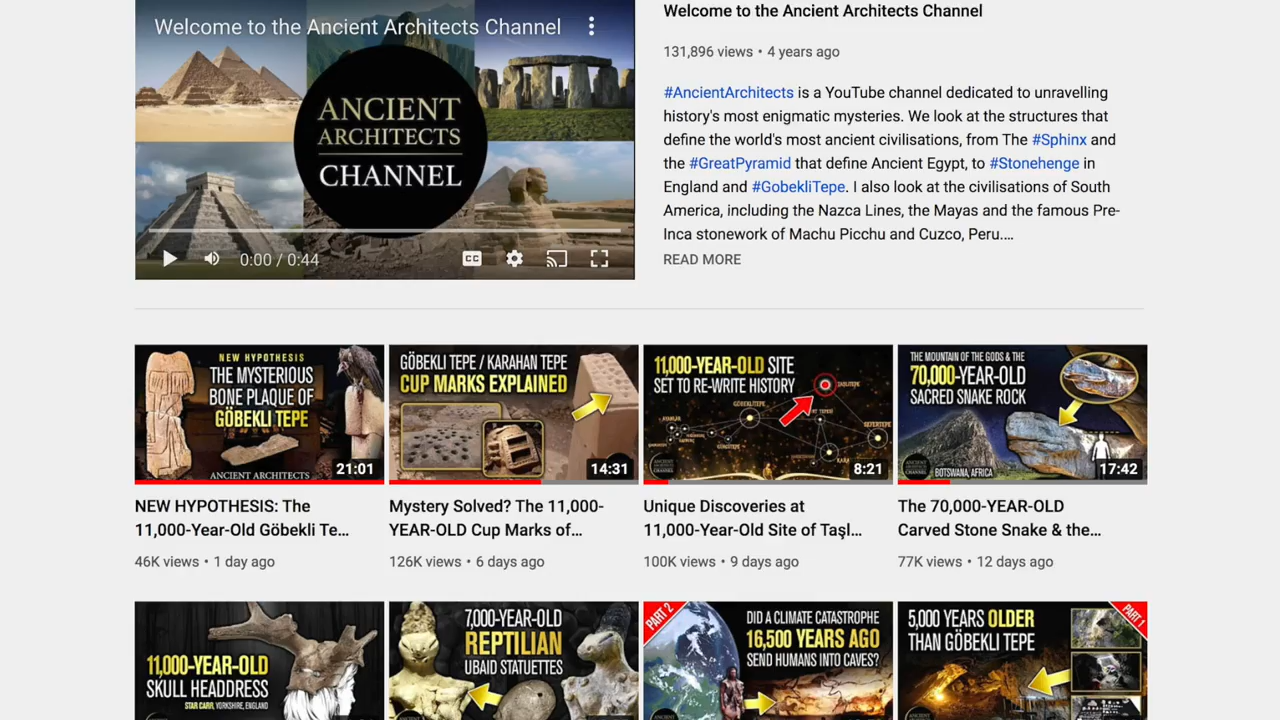 Welcome to the Ancient Architects Channel
ANCIENT
ARCHITECTS
CHANNEL
0:00 / 0:44
CC
Welcome to the Ancient Architects Channel
131,896 views • 4 years ago
#AncientArchitects is a YouTube channel dedicated to unravelling
history's most enigmatic mysteries. We look at the structures that
define the world's most ancient civilisations, from The #Sphinx and
the #GreatPyramid that define Ancient Egypt, to #Stonehenge in
England and #GobekliTepe. I also look at the civilisations of South
America, including the Nazca Lines, the Mayas and the famous Pre-
Inca stonework of Machu Picchu and Cuzco, Peru....
READ MORE
NEW HYPOTHESIS
THE MYSTERIOUS
BONE PLAQUE OF
GÖBEKLI TEPE
ANCIENT ARCHITECTS
21:01
NEW HYPOTHESIS: The
11,000-Year-Old Göbekli Te...
46K views • 1 day ago
GÖBEKLI TEPE / KARAHAN TEPE
CUP MARKS EXPLAINED
14:31
Mystery Solved? The 11,000-
YEAR-OLD Cup Marks of...
126K views • 6 days ago
11,000-YEAR-OLD SITE
SET TO RE-WRITE HISTORY
GÖBEKLITEPE
8:21
Unique Discoveries at
11,000-Year-Old Site of Taşl...
100K views • 9 days ago
THE MOUNTAIN OF THE GODS & THE
70,000-YEAR-OLD
SACRED SNAKE ROCK
BOTSWANA, AFRICA
17:42
The 70,000-YEAR-OLD
Carved Stone Snake & the...
77K views • 12 days ago
11,000-YEAR-OLD
SKULL HEADDRESS
STAR CARR, YORKSHIRE, ENGLAND
7,000-YEAR-OLD
REPTILIAN
UBAID STATUETTES
PART 2
DID A CLIMATE CATASTROPHE
16,500 YEARS AGO
SEND HUMANS INTO CAVES?
PART 1
5,000 YEARS OLDER
THAN GÖBEKLI TEPE